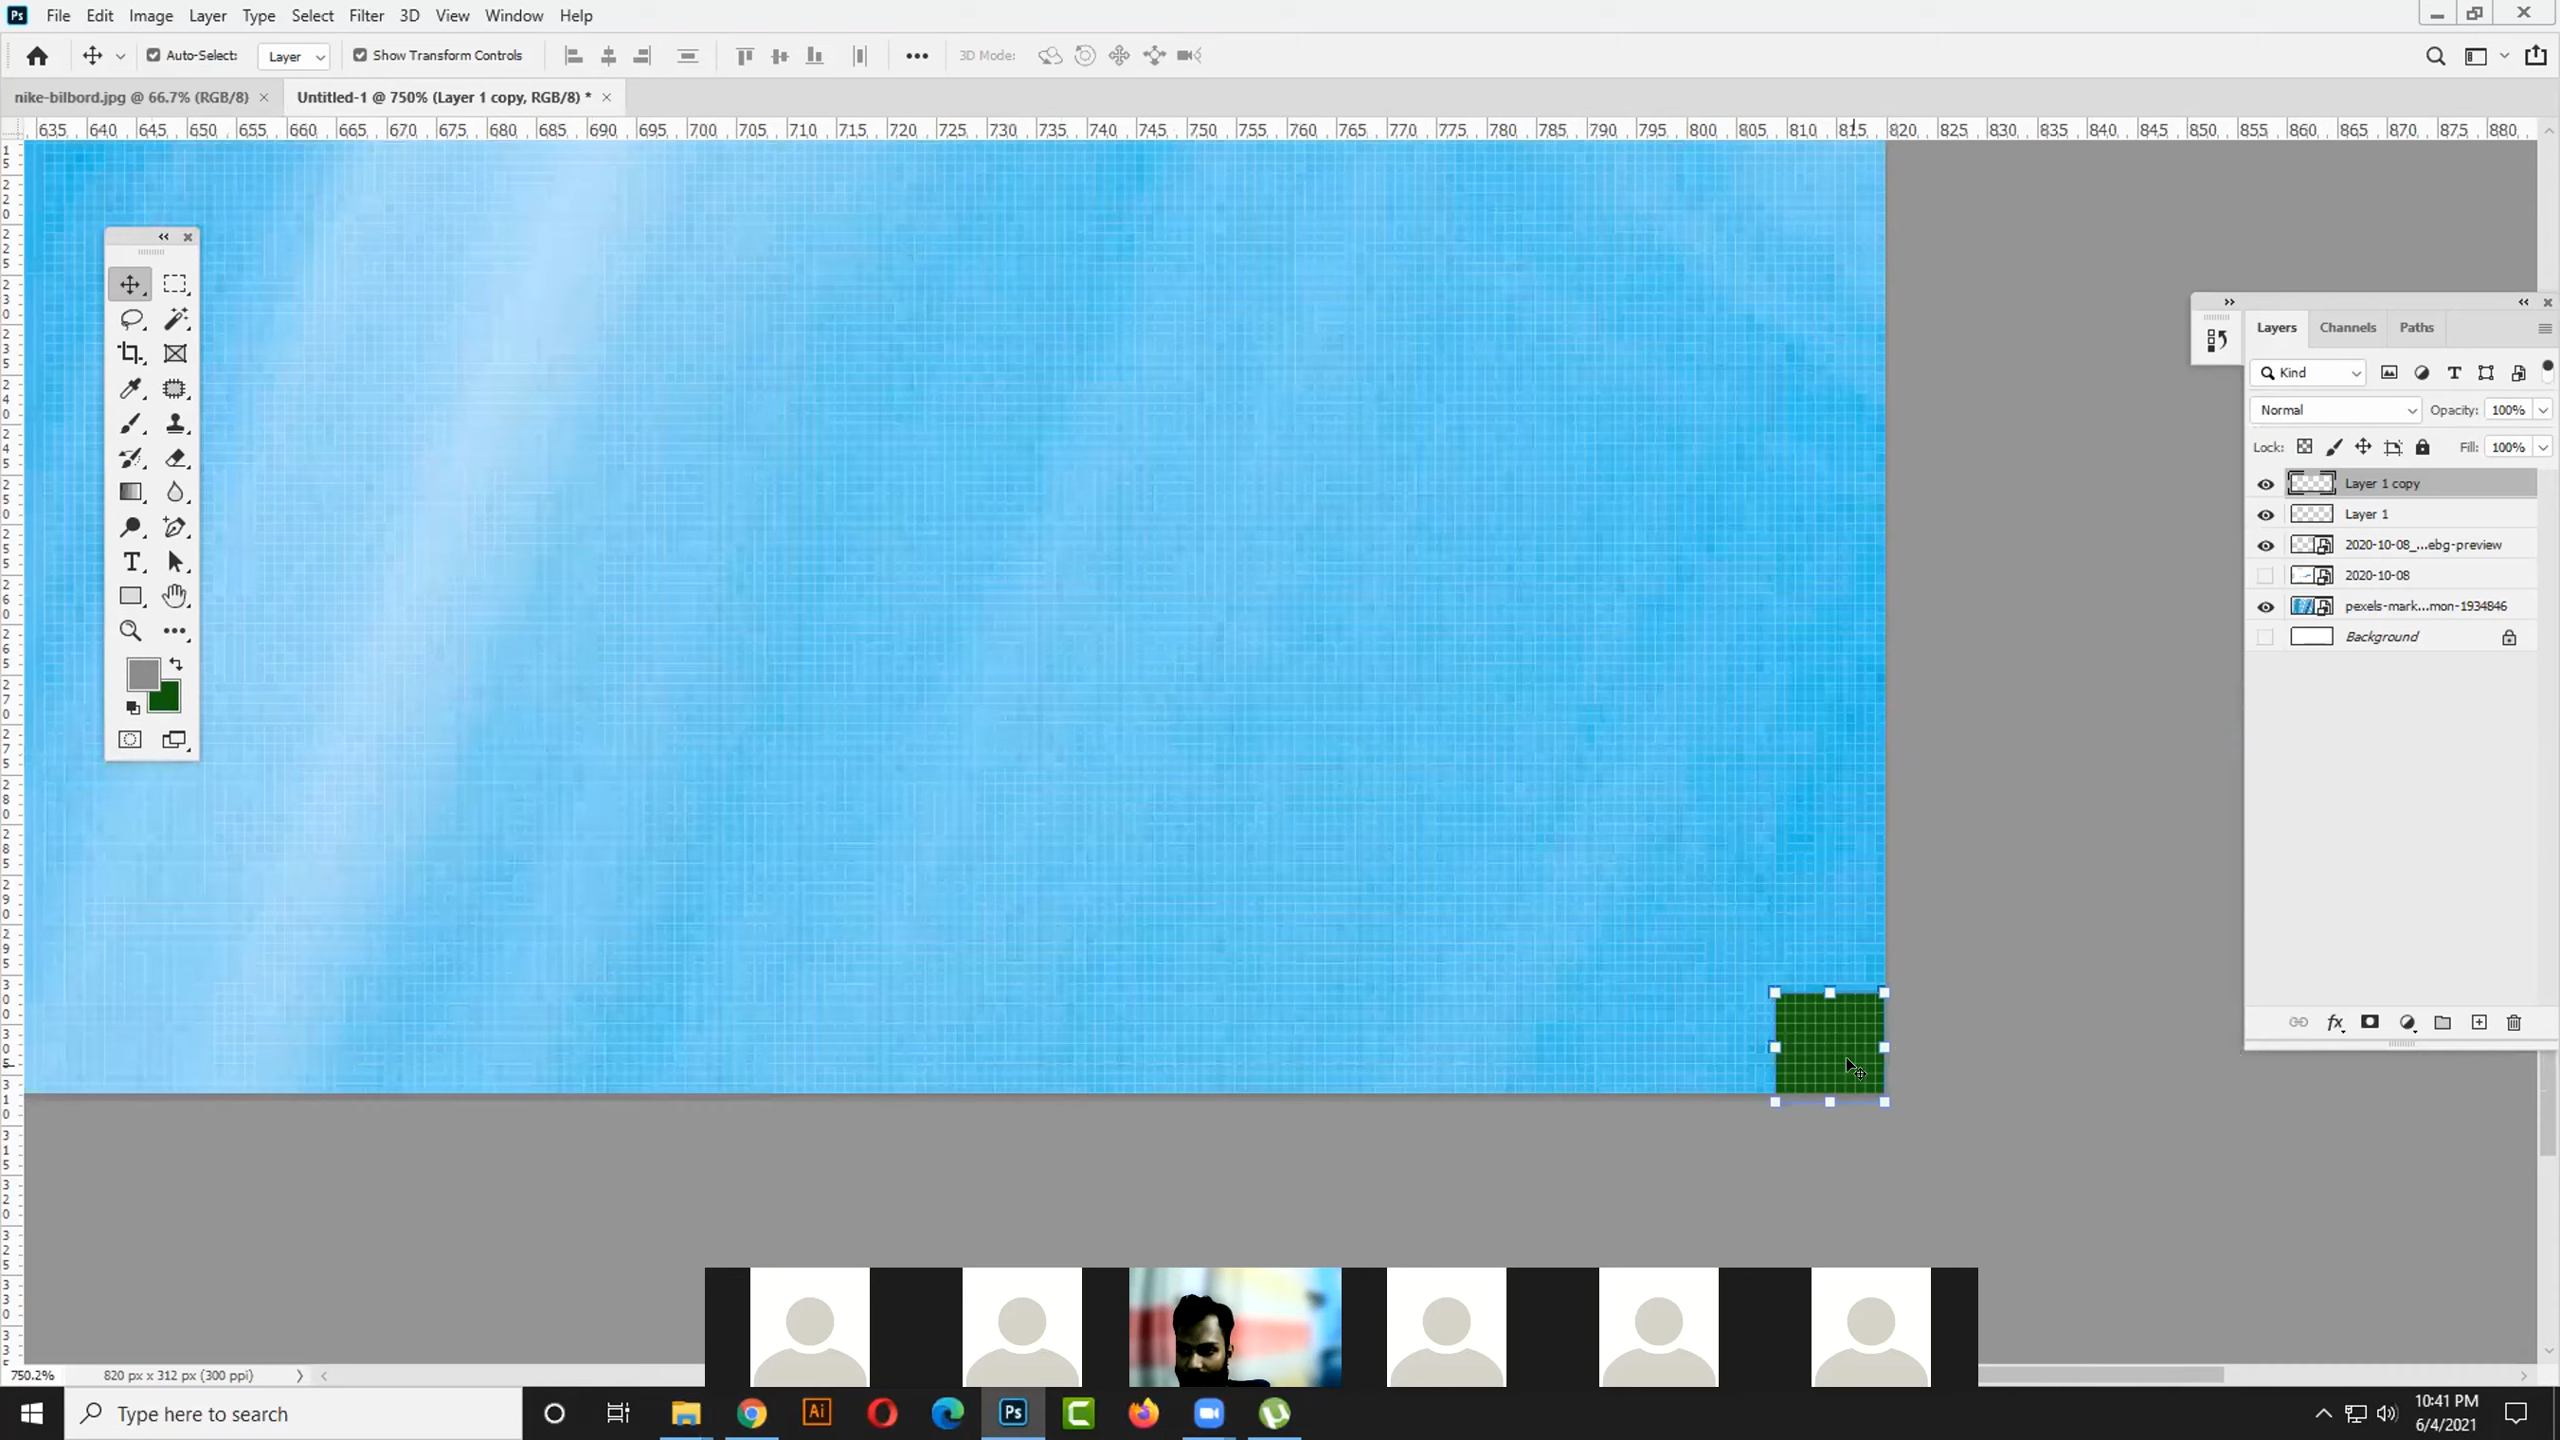 Ps File Edit Image Layer Type Select Filter 3D View Window Help
Auto-Select: Layer Show Transform Controls 3D Mode:
nike-bilbord.jpg @ 66.7% (RGB/8) Untitled-1 @ 750% (Layer 1 copy, RGB/8) *
635 640 645 650 655 660 665 670 675 680 685 690 695 700 705 710 715 720 725 730 735 740 745 750 755 760 765 770 775 780 785 790 795 800 805 810 815 820 825 830 835 840 845 850 855 860 865 870 875 880
Layers Channels Paths
Kind T
Normal Opacity: 100%
Lock: Fill: 100%
Layer 1 copy
Layer 1
2020-10-08_...ebg-preview
2020-10-08
pexels-mark...mon-1934846
Background
T
fx
750.2% 820 px x 312 px (300 ppi)
Type here to search
Ai
Ps
10:41 PM
6/4/2021